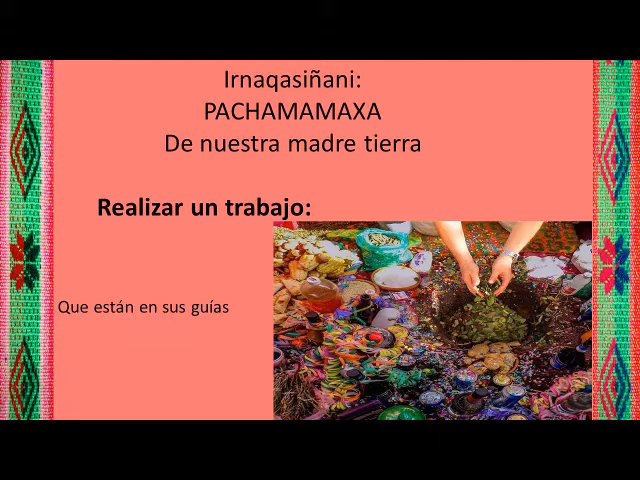 Irnaqasiñani:
PACHAMAMAXA
De nuestra madre tierra
Realizar un trabajo:
Que están en sus guías